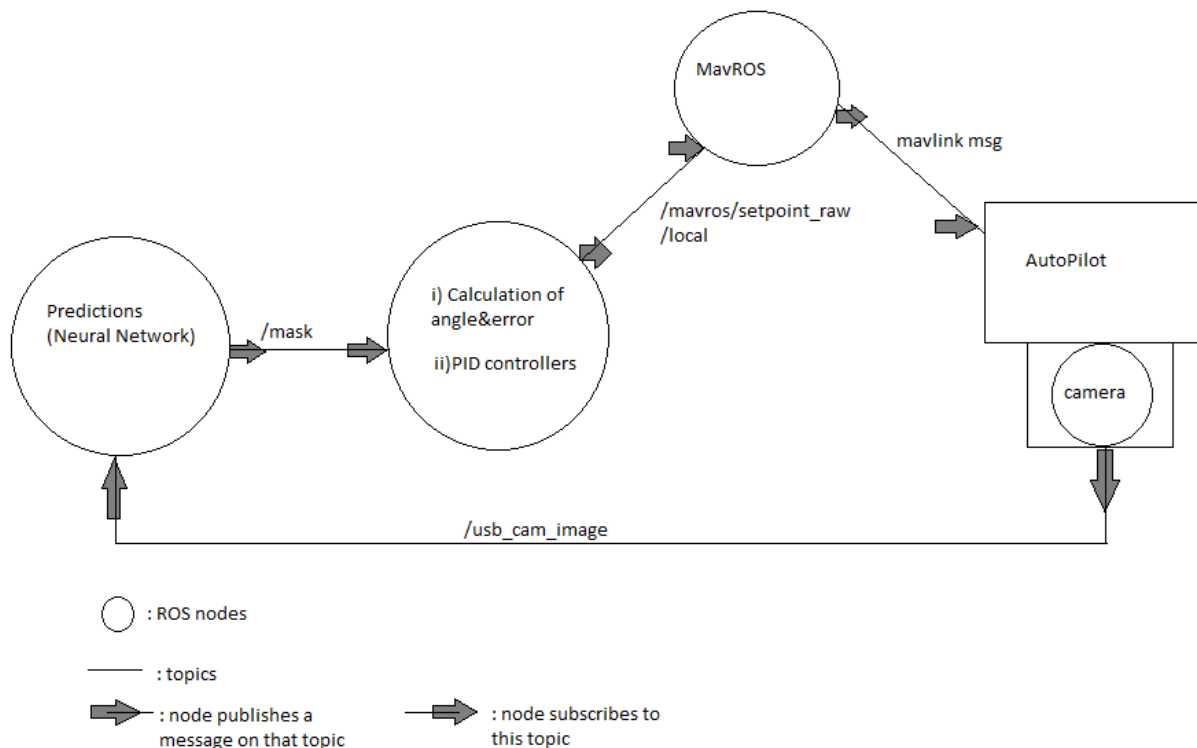 MavROS
mavlink msg
/mavros/setpoint_raw
/local
AutoPilot
camera
i) Calculation of
angle&error
ii)PID controllers
Predictions
(Neural Network)
/mask
/usb_cam_image
: ROS nodes
: topics
: node publishes a
message on that topic
: node subscribes to
this topic